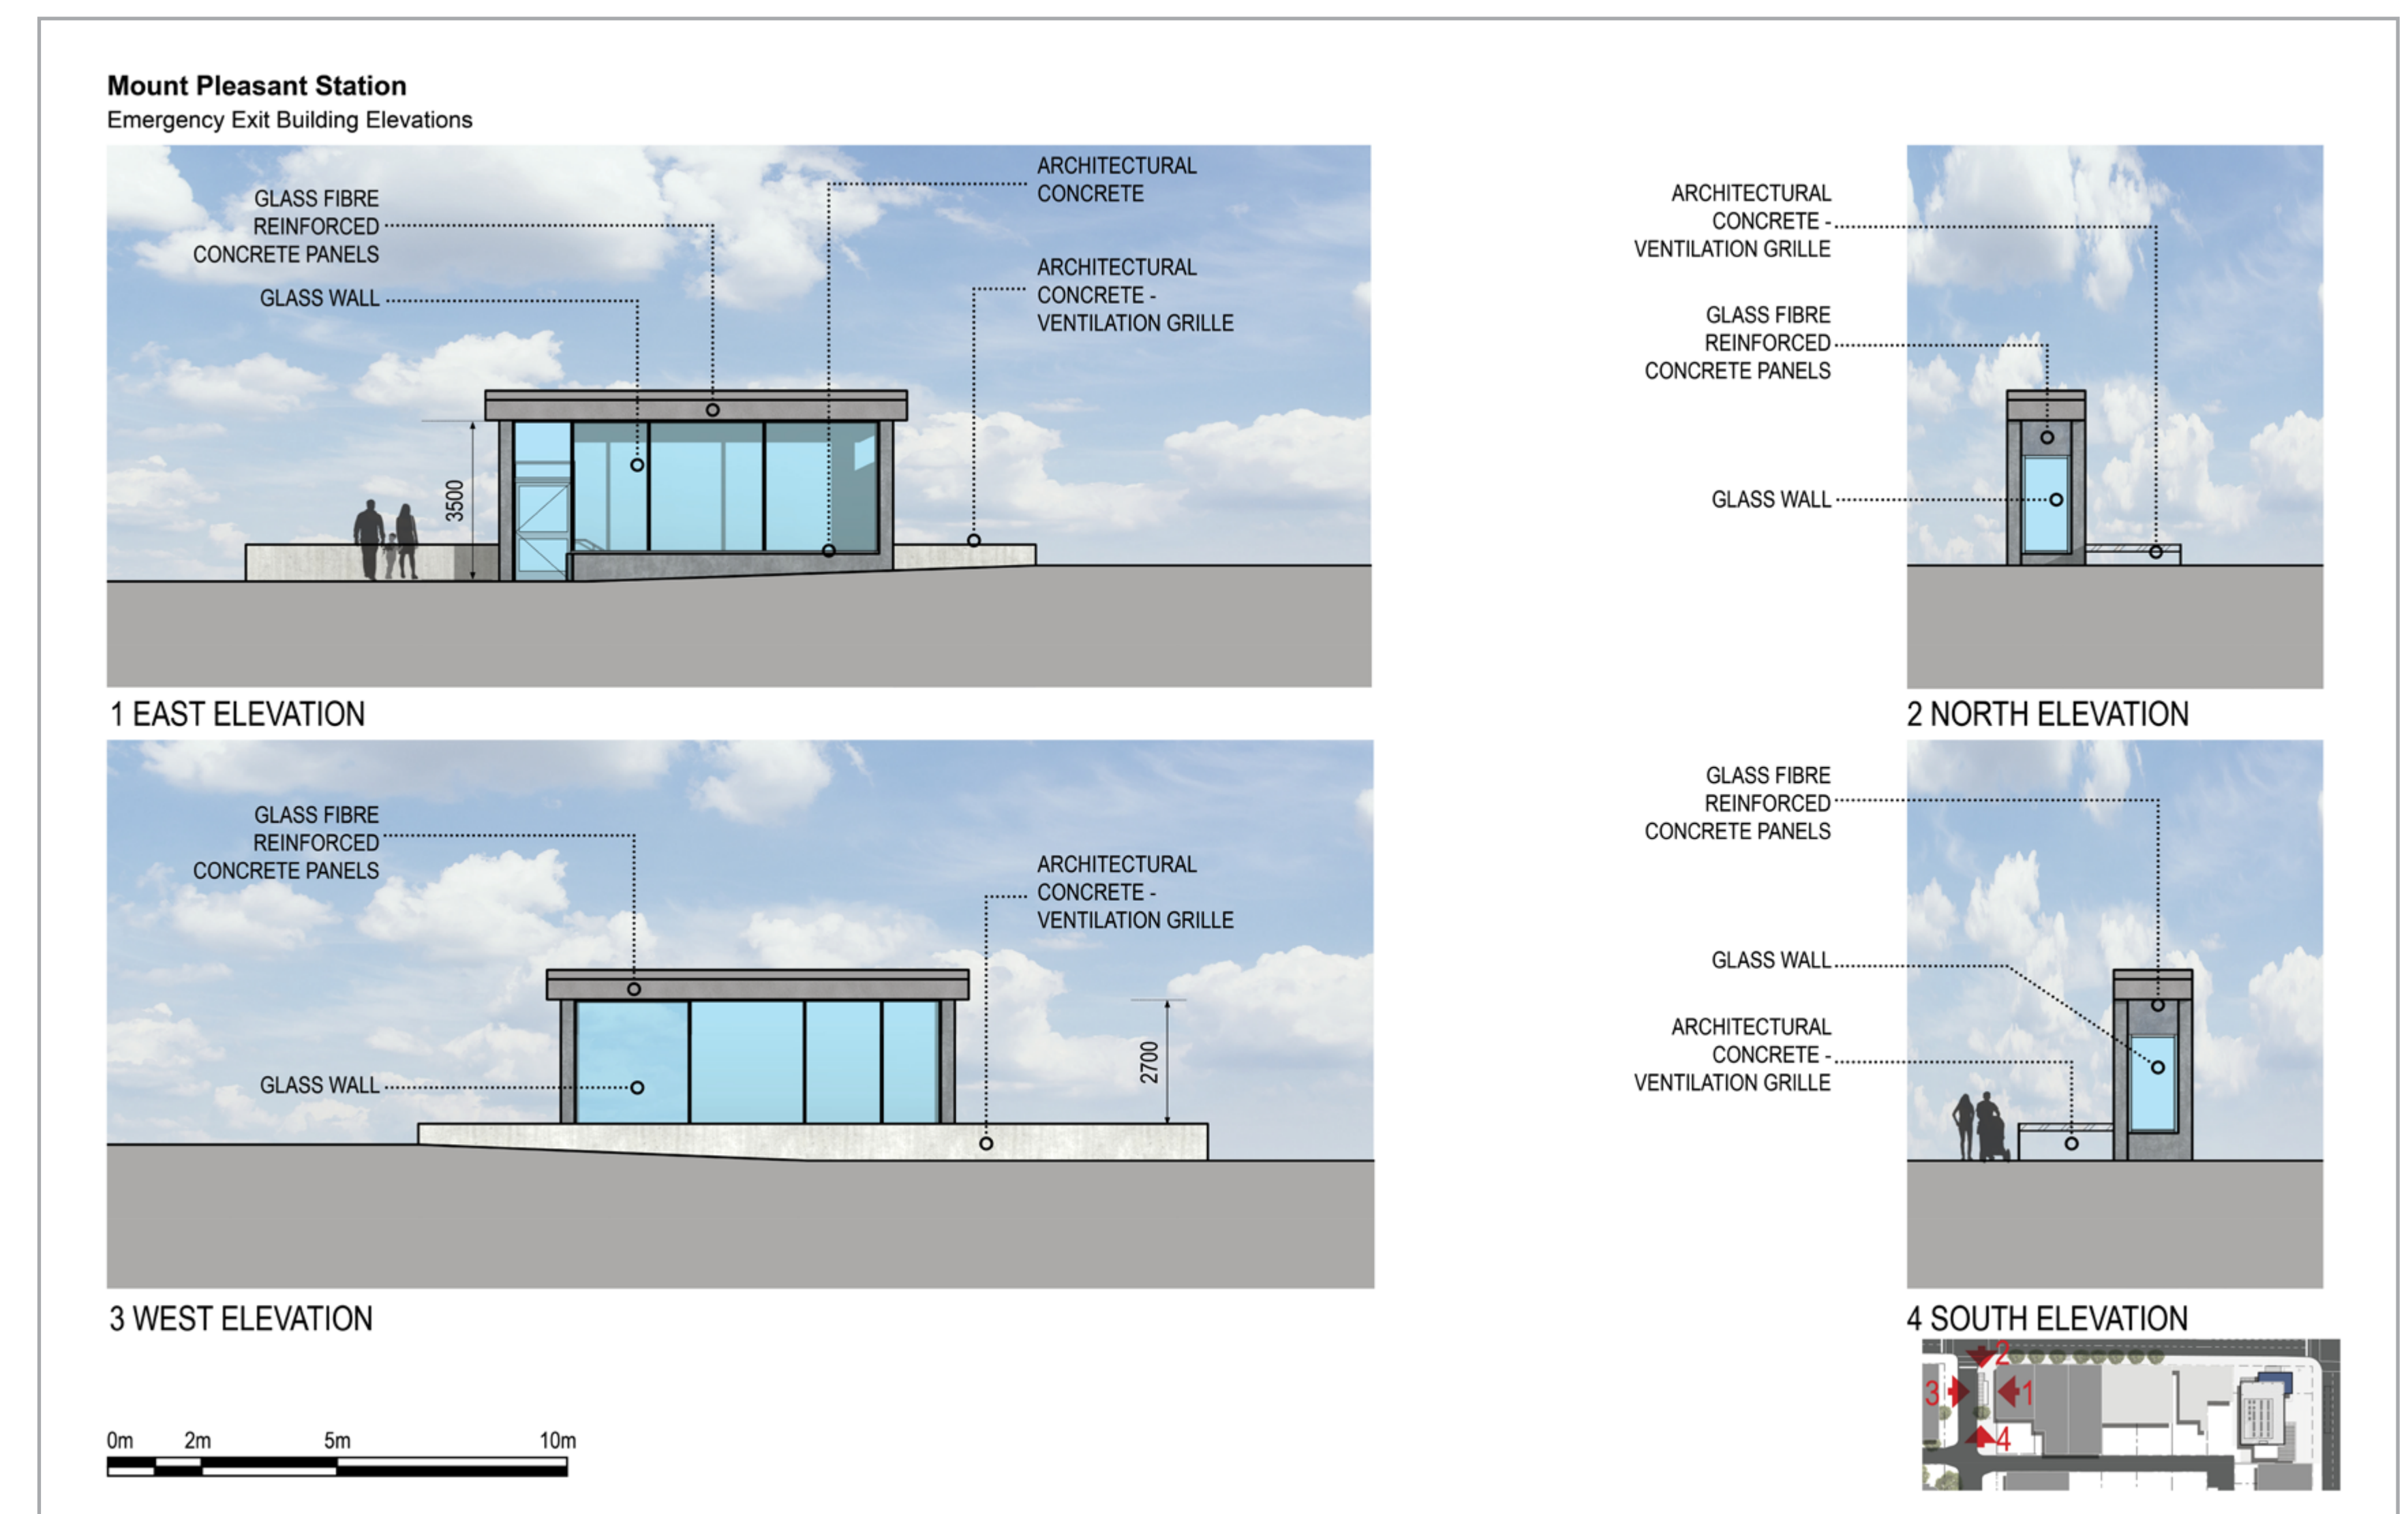 Mount Pleasant Station
Emergency Exit Building Elevations
GLASS FIBRE
REINFORCED
CONCRETE PANELS
GLASS WALL
ARCHITECTURAL
CONCRETE
ARCHITECTURAL
CONCRETE -
VENTILATION GRILLE
3500
1 EAST ELEVATION
ARCHITECTURAL
CONCRETE -
VENTILATION GRILLE
GLASS FIBRE
REINFORCED
CONCRETE PANELS
GLASS WALL
2 NORTH ELEVATION
GLASS FIBRE
REINFORCED
CONCRETE PANELS
GLASS WALL
ARCHITECTURAL
CONCRETE -
VENTILATION GRILLE
2700
3 WEST ELEVATION
GLASS FIBRE
REINFORCED
CONCRETE PANELS
GLASS WALL
ARCHITECTURAL
CONCRETE -
VENTILATION GRILLE
4 SOUTH ELEVATION
0m 2m 5m 10m
2
3 1
4